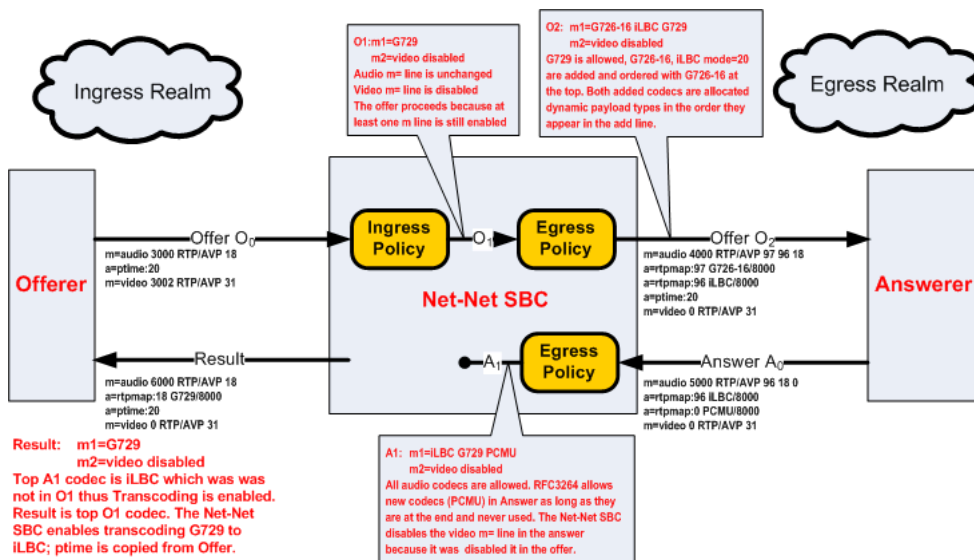 Ingress Realm
O1:m1=G729
m2=video disabled
Audio m= line is unchanged
Video m= line is disabled
The offer proceeds because at
least one m line is still enabled
O2: m1=G726-16 iLBC G729
m2=video disabled
G729 is allowed, G726-16, iLBC mode=20
are added and ordered with G726-16 at
the top. Both added codecs are allocated
dynamic payload types in the order they
appear in the add line.
Egress Realm
Offerer
Offer O0
m=audio 3000 RTP/AVP 18
a=ptime:20
m=video 3002 RTP/AVP 31
Ingress
Policy
O1
Egress
Policy
Net-Net SBC
Offer O2
m=audio 4000 RTP/AVP 97 96 18
a=rtpmap:97 G726-16/8000
a=rtpmap:96 iLBC/8000
a=ptime:20
m=video 0 RTP/AVP 31
Answerer
Result
m=audio 6000 RTP/AVP 18
a=rtpmap:18 G729/8000
a=ptime:20
m=video 0 RTP/AVP 31
A1
Egress
Policy
Answer A0
m=audio 5000 RTP/AVP 96 18 0
a=rtpmap:96 iLBC/8000
a=rtpmap:0 PCMU/8000
m=video 0 RTP/AVP 31
Result: m1=G729
m2=video disabled
Top A1 codec is iLBC which was was
not in O1 thus Transcoding is enabled.
Result is top O1 codec. The Net-Net
SBC enables transcoding G729 to
iLBC; ptime is copied from Offer.
A1: m1=iLBC G729 PCMU
m2=video disabled
All audio codecs are allowed. RFC3264 allows
new codecs (PCMU) in Answer as long as they
are at the end and never used. The Net-Net SBC
disables the video m= line in the answer
because it was disabled it in the offer.